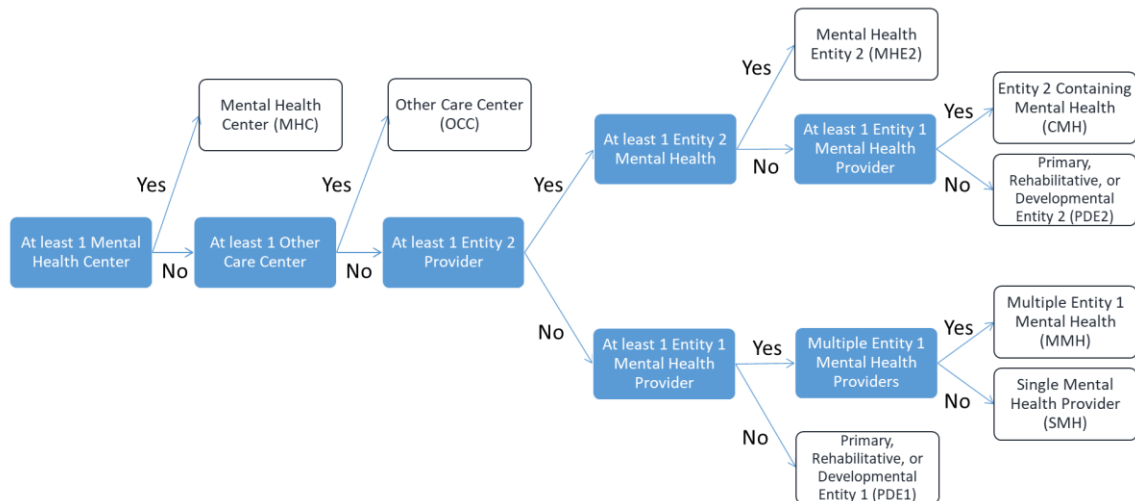 Mental Health
Entity 2 (MHE2)
Yes
Mental Health
Center (MHC)
Other Care Center
(OCC)
Entity 2 Containing
Mental Health
(CMH)
Yes
At least 1 Entity 2
Mental Health
No
At least 1 Entity 1
Mental Health
Provider
No
Primary,
Rehabilitative, or
Developmental
Entity 2 (PDE2)
Yes
Yes
Yes
At least 1 Mental
Health Center
No
At least 1 Other
Care Center
No
At least 1 Entity 2
Provider
No
At least 1 Entity 1
Mental Health
Provider
Yes
Multiple Entity 1
Mental Health
Providers
Yes
Multiple Entity 1
Mental Health
(MMH)
No
Single Mental
Health Provider
(SMH)
No
Primary,
Rehabilitative, or
Developmental
Entity 1 (PDE1)